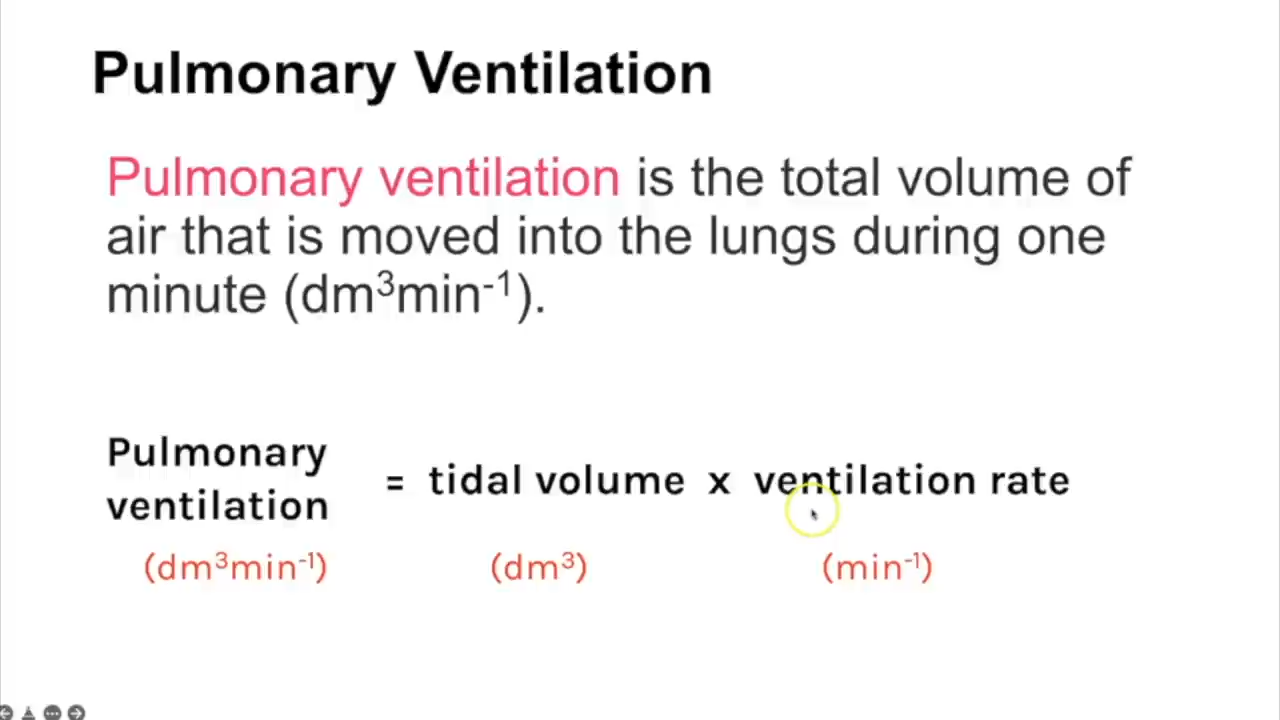 Pulmonary Ventilation
Pulmonary ventilation is the total volume of
air that is moved into the lungs during one
minute (dm³min⁻¹).
Pulmonary
ventilation
= tidal volume x ventilation rate
(dm³min⁻¹) (dm³) (min⁻¹)